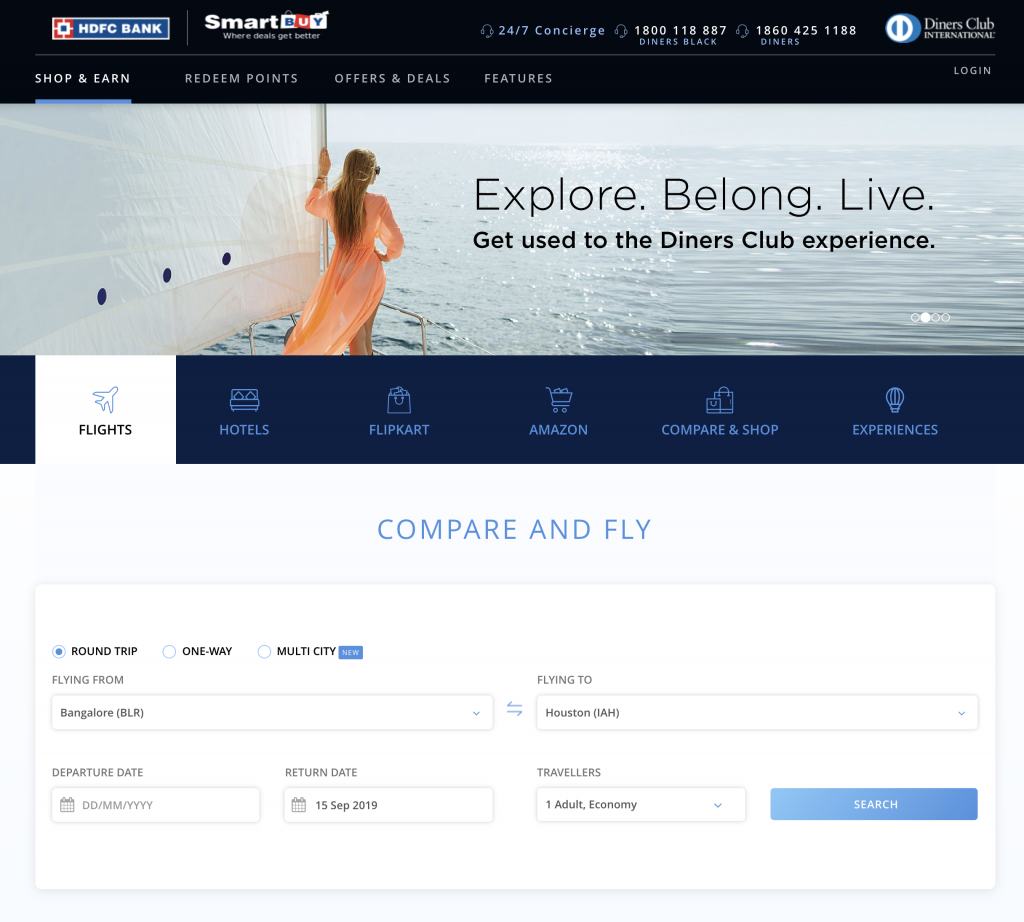 HDFC BANK
SmartBUY
Where deals get better
24/7 Concierge
1800 118 887
DINERS BLACK
1860 425 1188
DINERS
Diners Club
INTERNATIONAL
SHOP & EARN
REDEEM POINTS
OFFERS & DEALS
FEATURES
LOGIN
Explore. Belong. Live.
Get used to the Diners Club experience.
FLIGHTS
HOTELS
FLIPKART
AMAZON
COMPARE & SHOP
EXPERIENCES
COMPARE AND FLY
ROUND TRIP
ONE-WAY
MULTI CITY NEW
FLYING FROM
Bangalore (BLR)
FLYING TO
Houston (IAH)
DEPARTURE DATE
DD/MM/YYYY
RETURN DATE
15 Sep 2019
TRAVELLERS
1 Adult, Economy
SEARCH